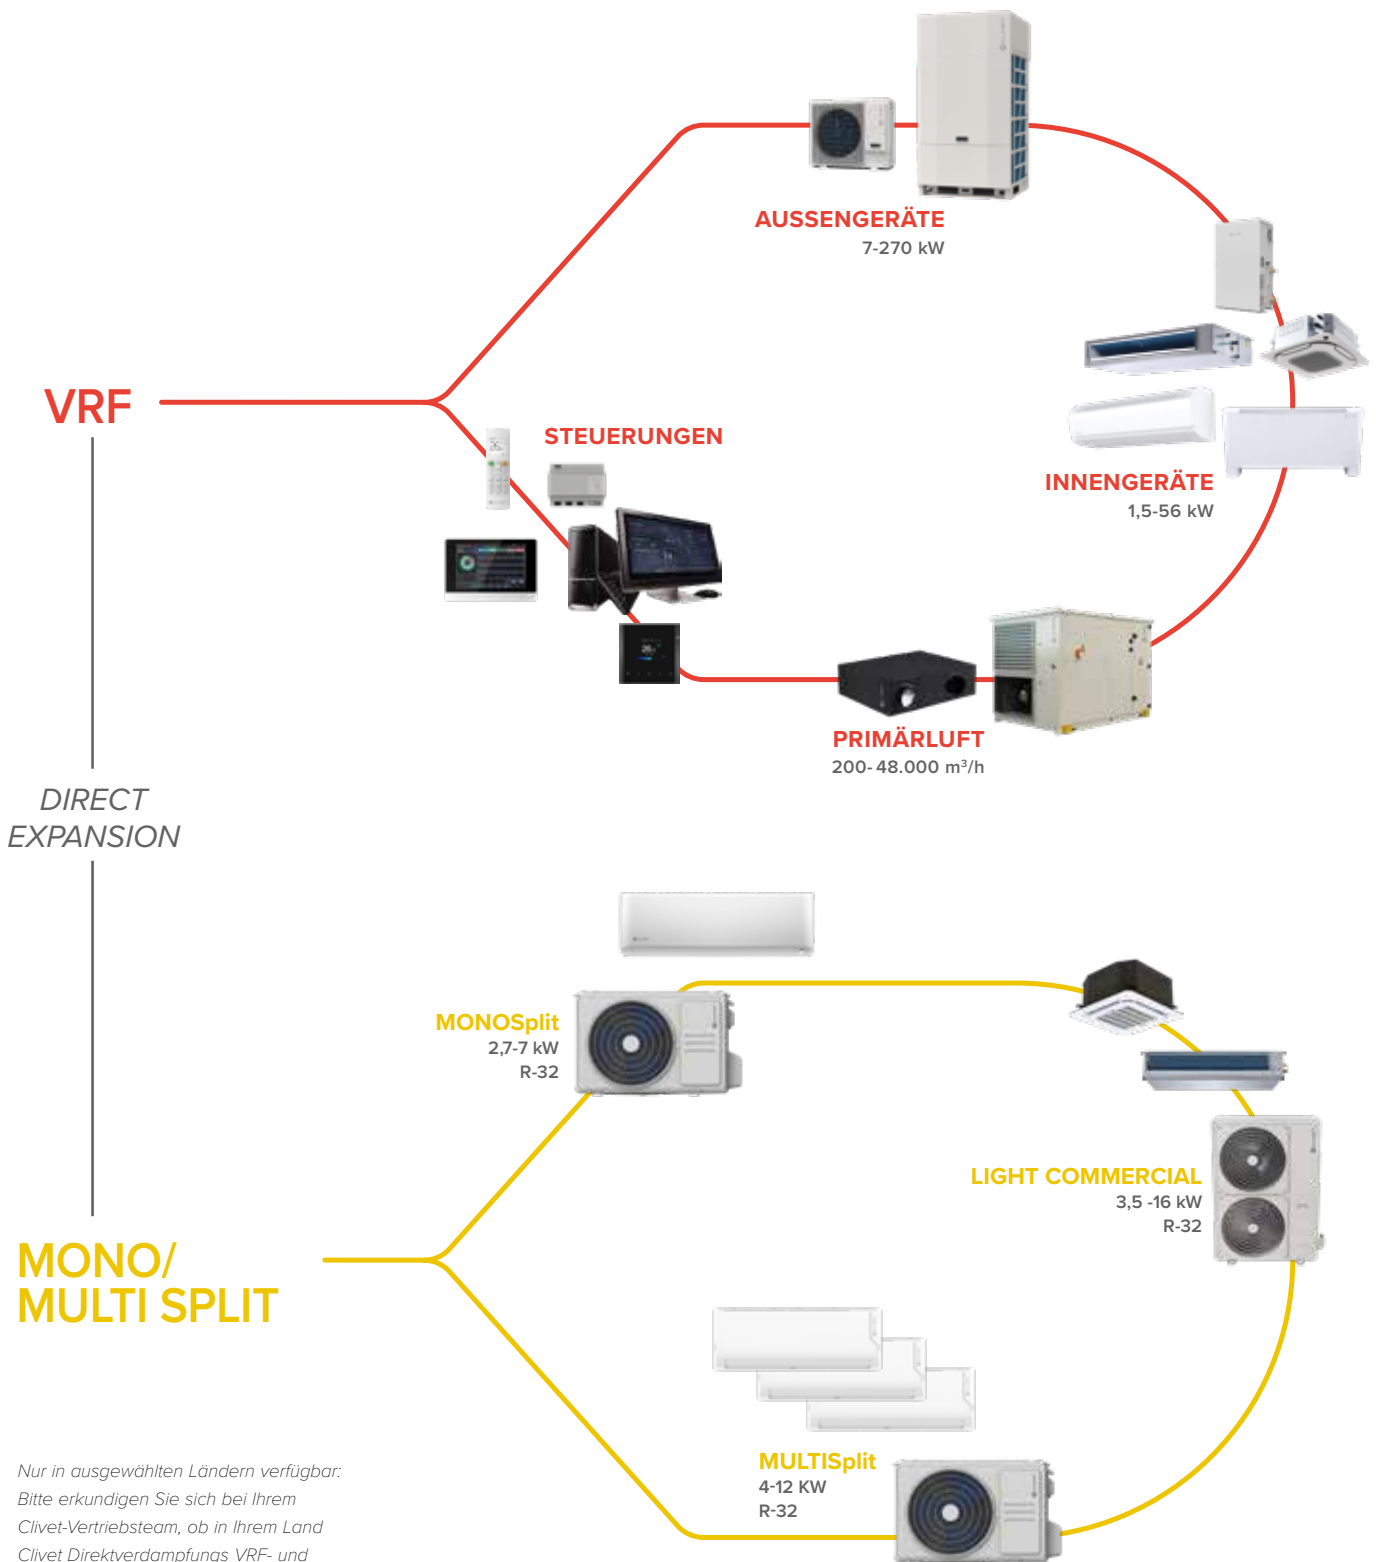 AUSSENGERÄTE
7-270 kW
VRF
STEUERUNGEN
INNENGERÄTE
1,5-56 kW
PRIMÄRLUFT
200- 48.000 m³/h
DIRECT
EXPANSION
MONOSplit
2,7-7 kW
R-32
LIGHT COMMERCIAL
3,5 -16 kW
R-32
MONO/
MULTI SPLIT
MULTISplit
4-12 KW
R-32
Nur in ausgewählten Ländern verfügbar:
Bitte erkundigen Sie sich bei Ihrem
Clivet-Vertriebsteam, ob in Ihrem Land
Clivet Direktverdampfungs VRF- und